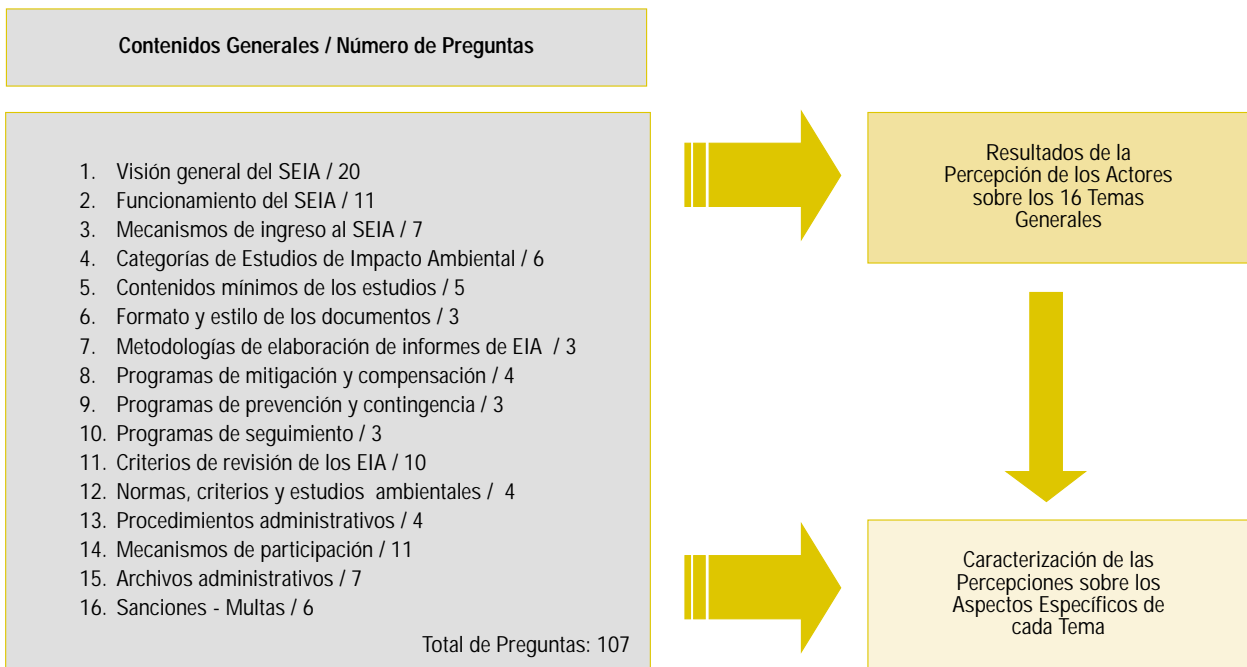 Contenidos Generales / Número de Preguntas
1. Visión general del SEIA / 20
2. Funcionamiento del SEIA / 11
3. Mecanismos de ingreso al SEIA / 7
4. Categorías de Estudios de Impacto Ambiental / 6
5. Contenidos mínimos de los estudios / 5
6. Formato y estilo de los documentos / 3
7. Metodologías de elaboración de informes de EIA / 3
8. Programas de mitigación y compensación / 4
9. Programas de prevención y contingencia / 3
10. Programas de seguimiento / 3
11. Criterios de revisión de los EIA / 10
12. Normas, criterios y estudios ambientales / 4
13. Procedimientos administrativos / 4
14. Mecanismos de participación / 11
15. Archivos administrativos / 7
16. Sanciones - Multas / 6
Total de Preguntas: 107
Resultados de la
Percepción de los Actores
sobre los 16 Temas
Generales
Caracterización de las
Percepciones sobre los
Aspectos Específicos de
cada Tema